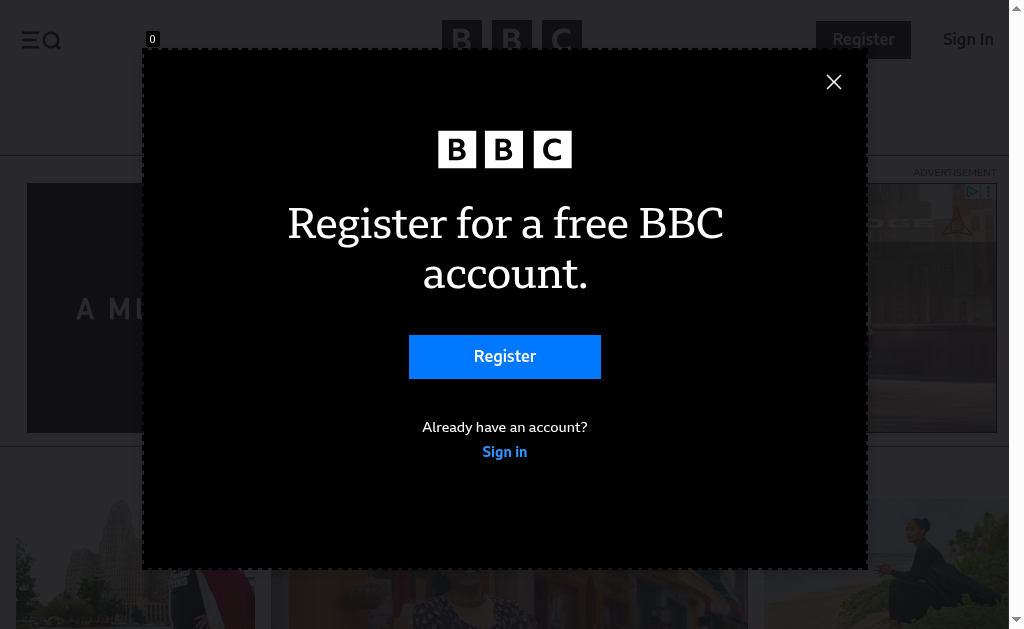 0
BBC
Register
Sign In
ADVERTISEMENT
BBC
Register for a free BBC
account.
A MU
DGE
Register
Already have an account?
Sign in